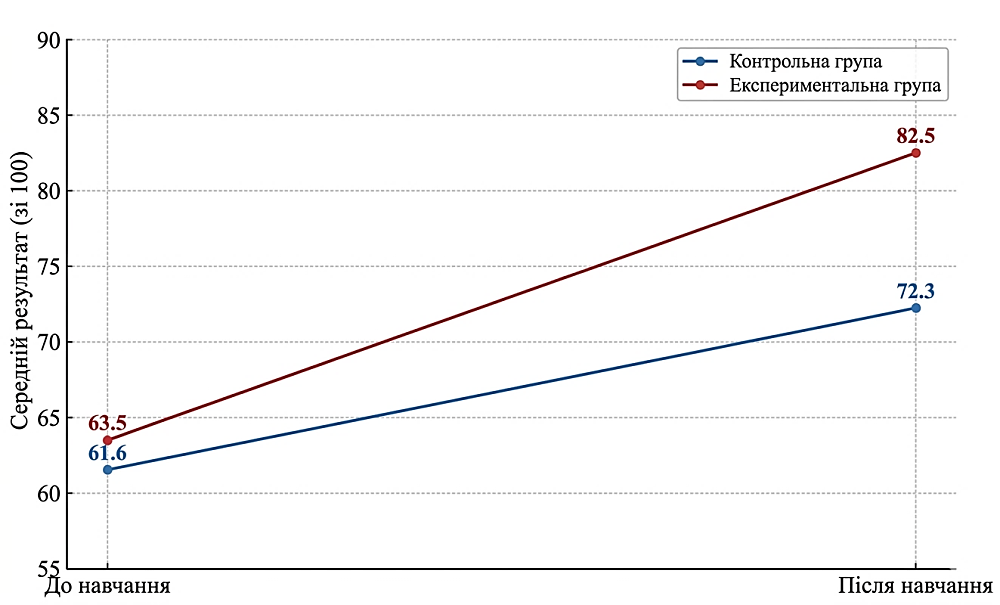 90
Контрольна група
Експериментальна група
85
82.5
80
75
72.3
70
65
63.5
61.6
60
55
Середній результат (зі 100)
До навчання
Після навчання